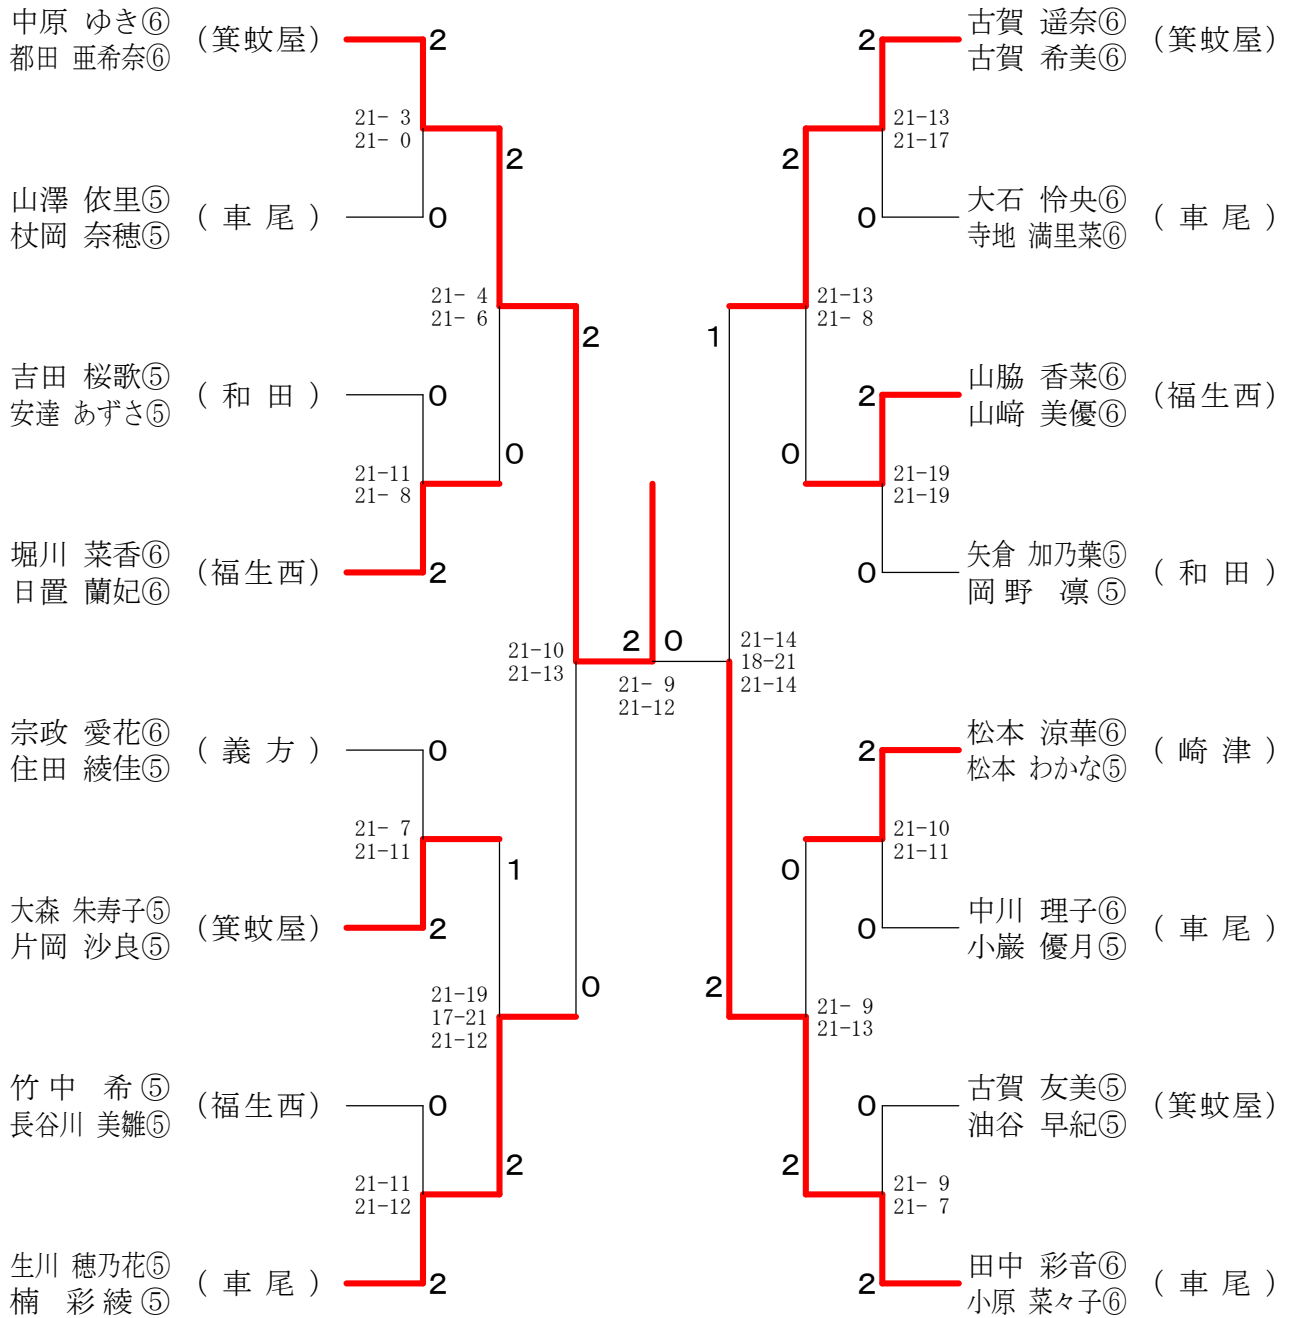 中原 ゆき⑥
都田 亜希奈⑥
(箕蚊屋)
2
21- 3
21- 0
山澤 依里⑤
杖岡 奈穂⑤
(車尾)
0
2
21- 4
21- 6
吉田 桜歌⑤
安達 あずさ⑤
(和田)
0
21-11
21- 8
0
堀川 菜香⑥
日置 蘭妃⑥
(福生西)
2
2
21-10
21-13
宗政 愛花⑥
住田 綾佳⑤
(義方)
0
21- 7
21-11
1
大森 朱寿子⑤
片岡 沙良⑤
(箕蚊屋)
2
21-19
17-21
21-12
0
竹中 希⑤
長谷川 美雛⑤
(福生西)
0
21-11
21-12
2
生川 穂乃花⑤
楠 彩綾⑤
(車尾)
2
2 0
21- 9
21-12
2
古賀 遥奈⑥
古賀 希美⑥
(箕蚊屋)
21-13
21-17
2
0
大石 怜央⑥
寺地 満里菜⑥
(車尾)
21-13
21- 8
1
2
山脇 香菜⑥
山﨑 美優⑥
(福生西)
0
21-19
21-19
0
矢倉 加乃葉⑤
岡野 凛⑤
(和田)
21-14
18-21
21-14
2
松本 涼華⑥
松本 わかな⑤
(崎津)
21-10
21-11
0
0
中川 理子⑥
小巌 優月⑤
(車尾)
2
21- 9
21-13
0
古賀 友美⑤
油谷 早紀⑤
(箕蚊屋)
2
21- 9
21- 7
2
田中 彩音⑥
小原 菜々子⑥
(車尾)